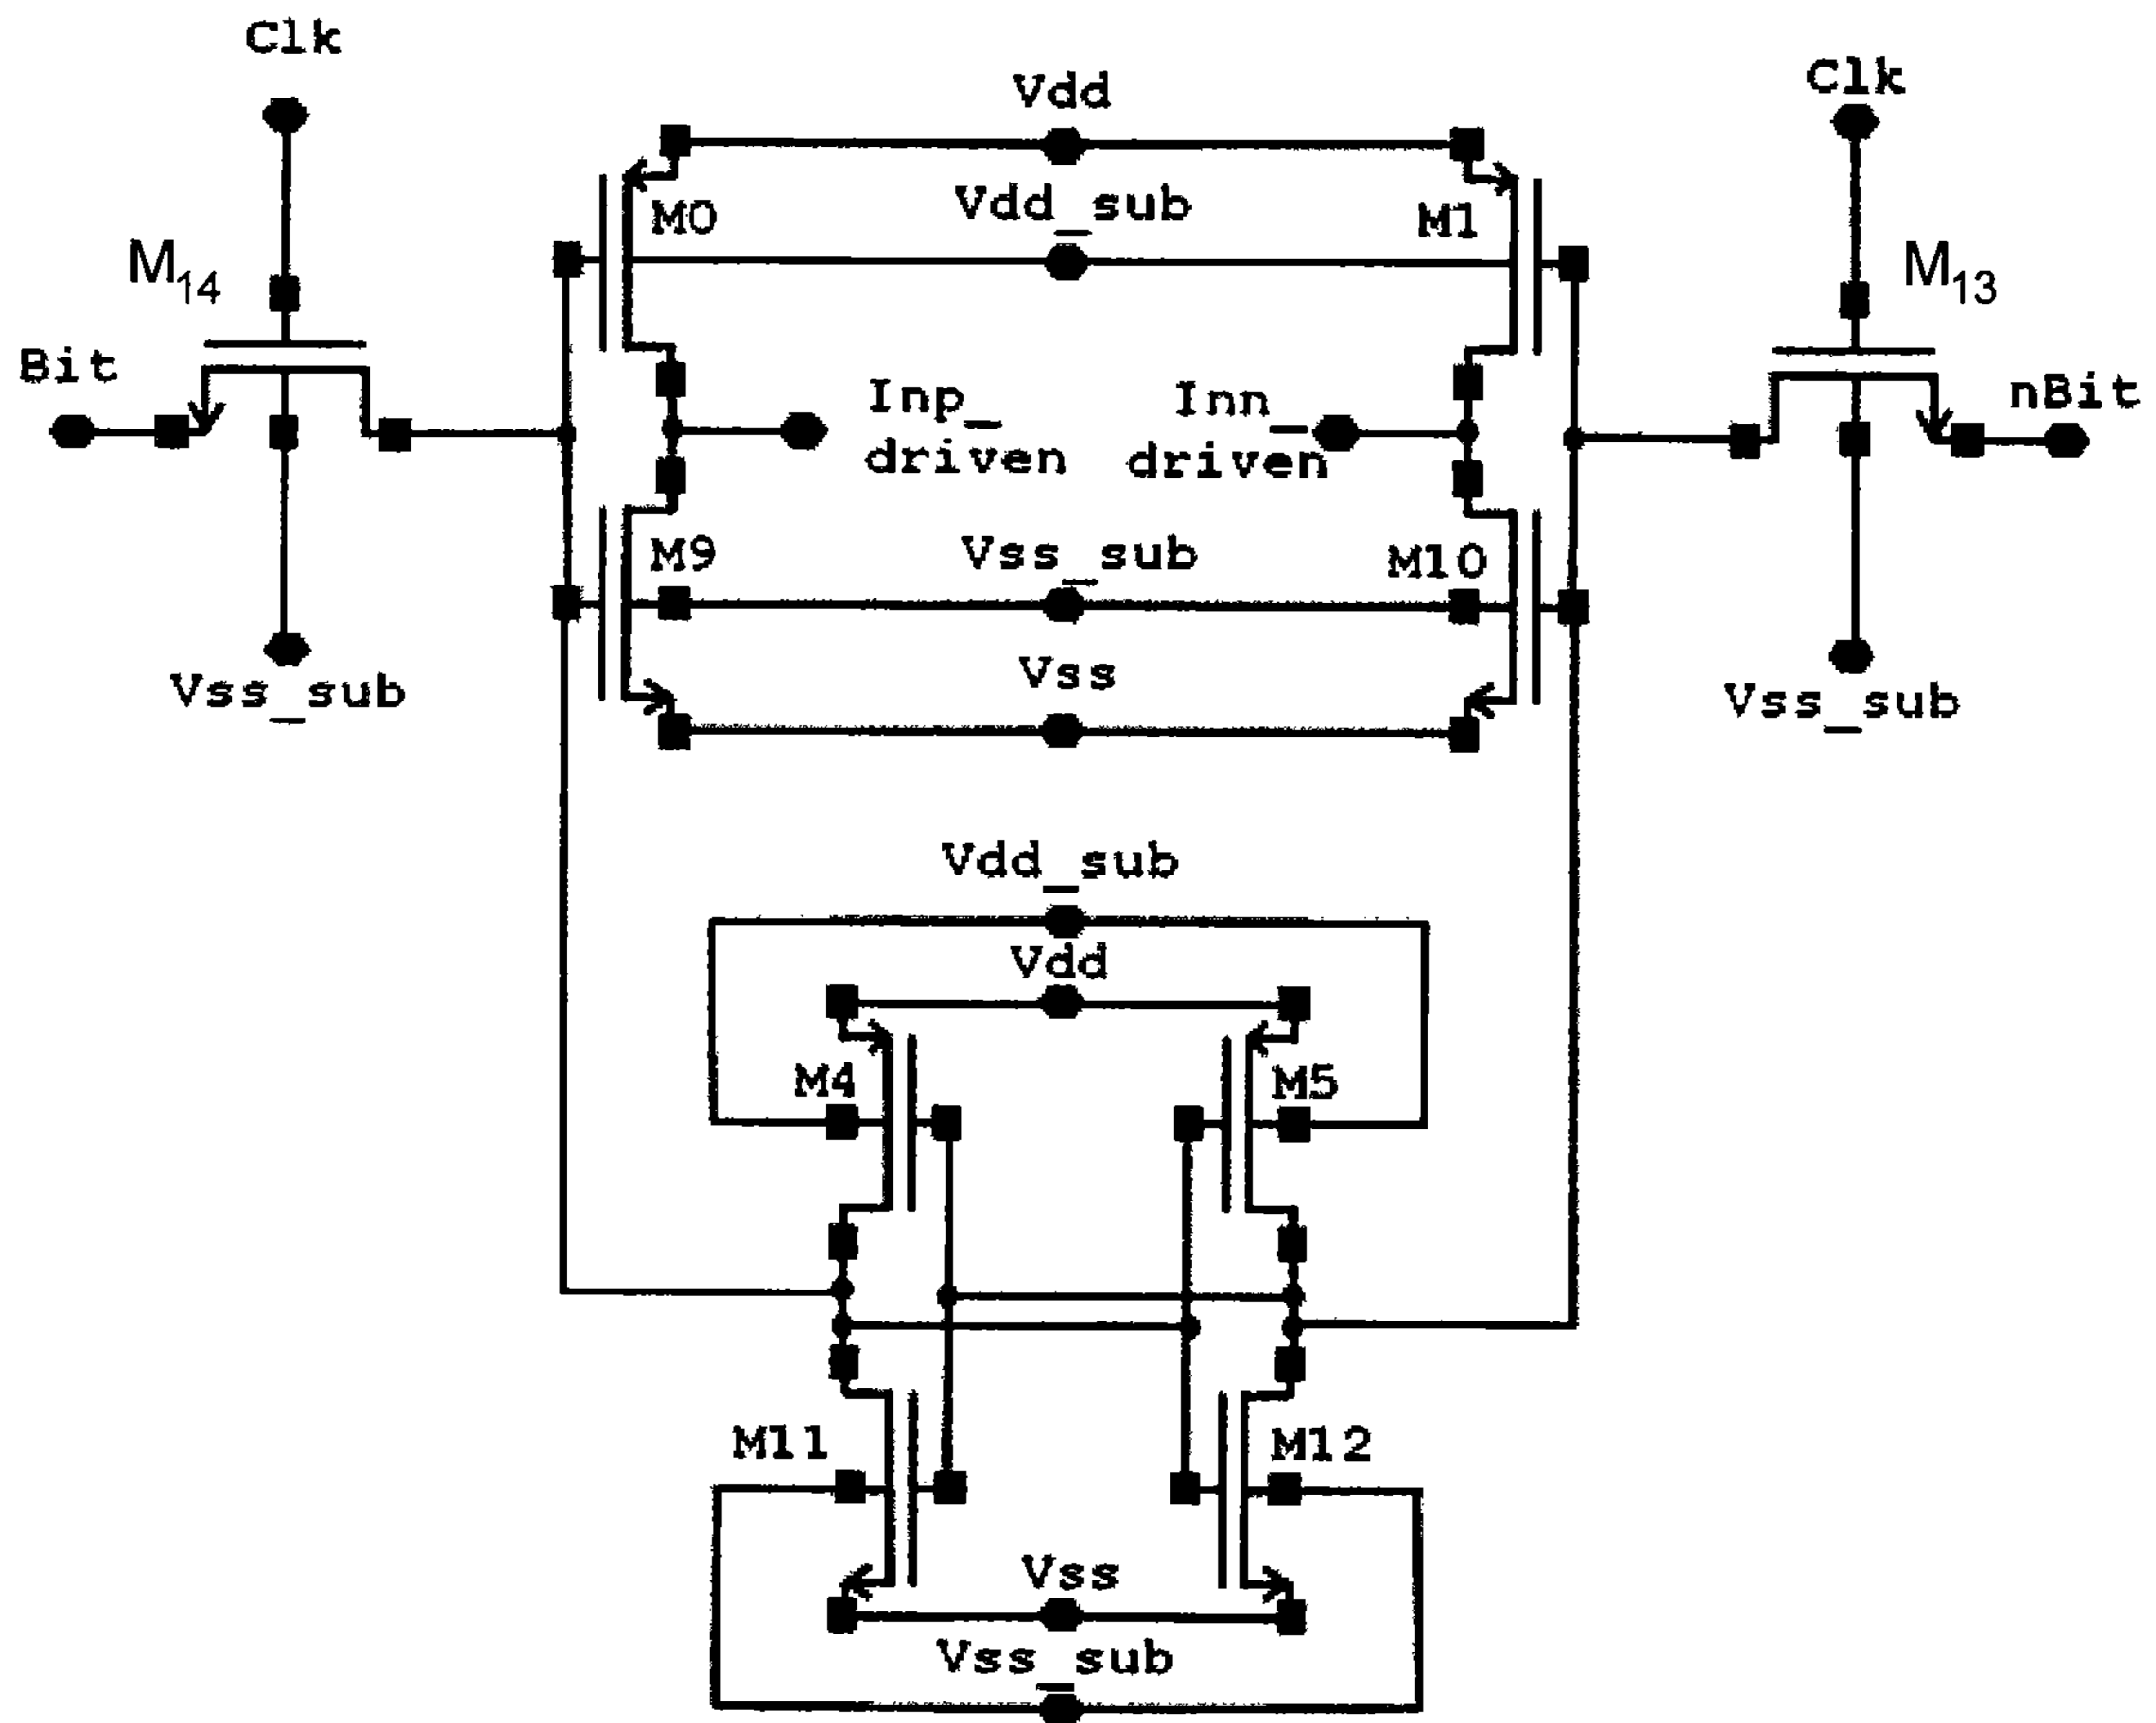 Clk
Vdd
Clk
Vdd_sub
M0
M1
M14
M13
Bit
nBit
Inp_
driven
Inn_
driven
M9
Vss_sub
M10
Vss
Vss_sub
Vss_sub
Vdd_sub
Vdd
M4
M5
M11
M12
Vss
Vss_sub